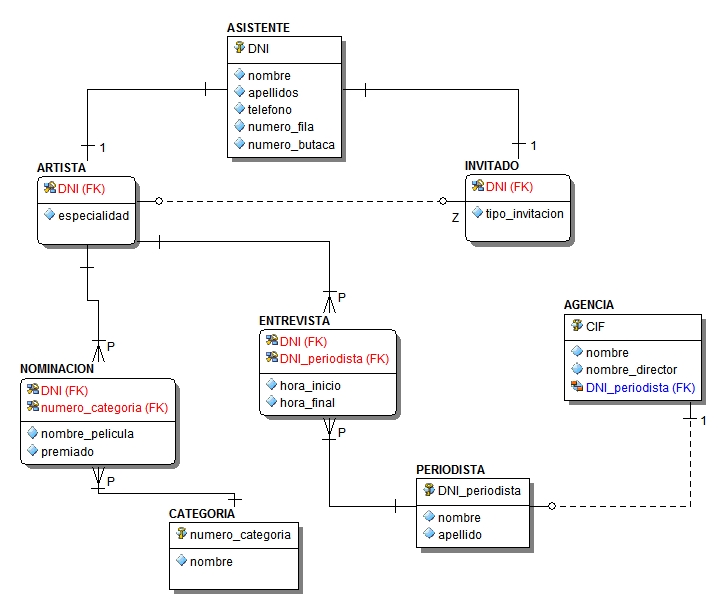 ASISTENTE
DNI
nombre
apellidos
telefono
numero_fila
numero_butaca
1
1
ARTISTA
DNI (FK)
especialidad
INVITADO
DNI (FK)
tipo_invitacion
Z
P
P
ENTREVISTA
DNI (FK)
DNI_periodista (FK)
hora_inicio
hora_final
P
AGENCIA
CIF
nombre
nombre_director
DNI_periodista (FK)
1
NOMINACION
DNI (FK)
numero_categoria (FK)
nombre_pelicula
premiado
P
PERIODISTA
DNI_periodista
nombre
apellido
CATEGORIA
numero_categoria
nombre